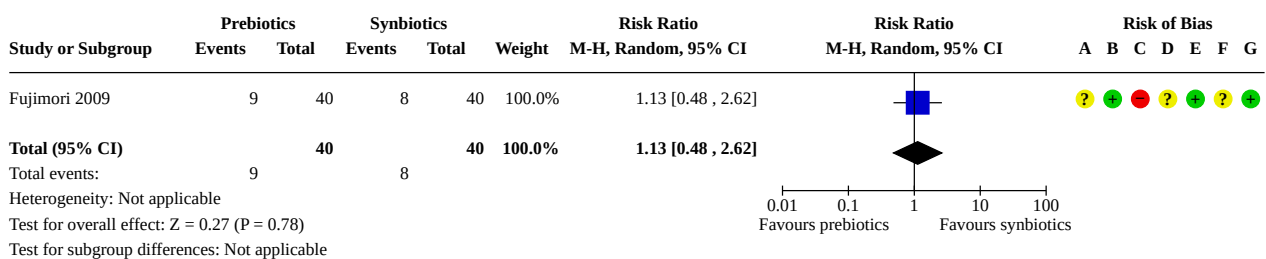 Prebiotics Synbiotics Risk Ratio Risk Ratio Risk of Bias
Study or Subgroup Events Total Events Total Weight M-H, Random, 95% CI M-H, Random, 95% CI A B C D E F G
Fujimori 2009 9 40 8 40 100.0% 1.13 [0.48 , 2.62] ? + − ? + ? +
Total (95% CI) 40 40 100.0% 1.13 [0.48 , 2.62]
Total events: 9 8
Heterogeneity: Not applicable
0.01 0.1 1 10 100
Test for overall effect: Z = 0.27 (P = 0.78)
Favours prebiotics Favours synbiotics
Test for subgroup differences: Not applicable